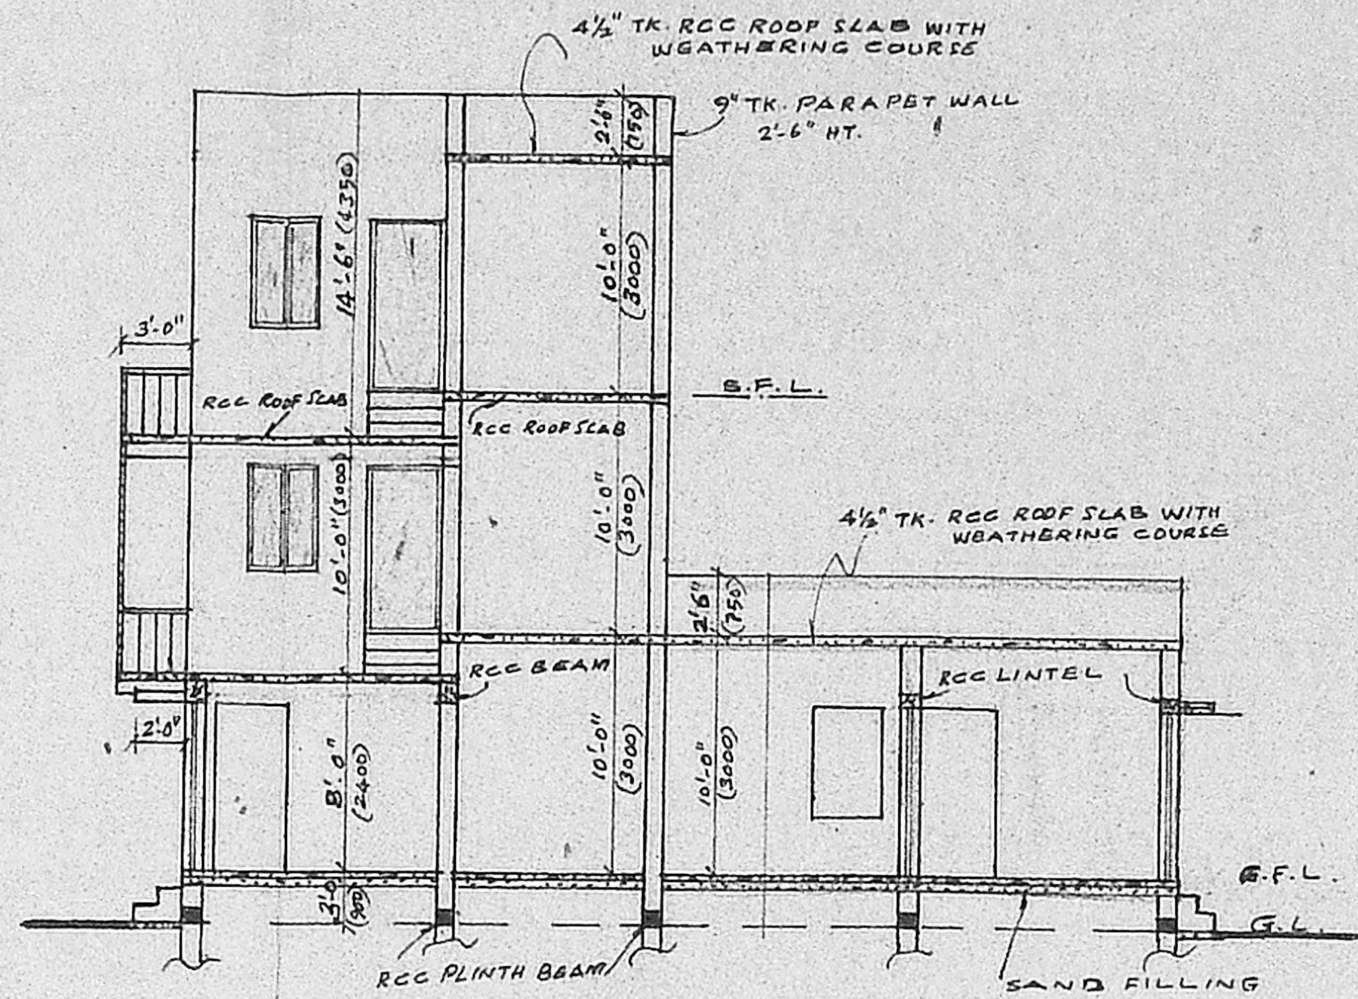 4½" TK. RCC ROOF SLAB WITH
WEATHERING COURSE
9" TK. PARAPET WALL
2'-6" HT.
2'-6"
(750)
14'-6" (4350)
10'-0"
(3000)
3'-0"
S.F.L.
RCC ROOF SLAB
RCC ROOF SLAB
10'-0" (3000)
10'-0"
(3000)
4½" TK. RCC ROOF SLAB WITH
WEATHERING COURSE
2'-6"
(750)
RCC BEAM
RCC LINTEL
2'-0"
8'-0"
(2400)
10'-0"
(3000)
10'-0"
(3000)
3'-0
(900)
G.F.L.
G.L.
RCC PLINTH BEAM
SAND FILLING